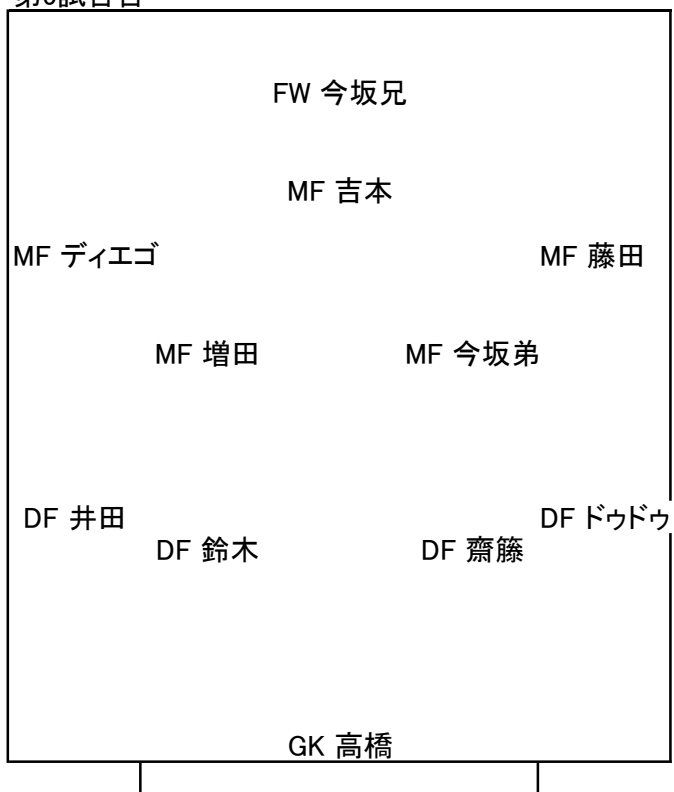 FW 今坂兄
MF 吉本
MF ディエゴ MF 藤田
MF 増田 MF 今坂弟
DF 井田 DF ドゥドゥ
DF 鈴木 DF 齋籐
GK 高橋